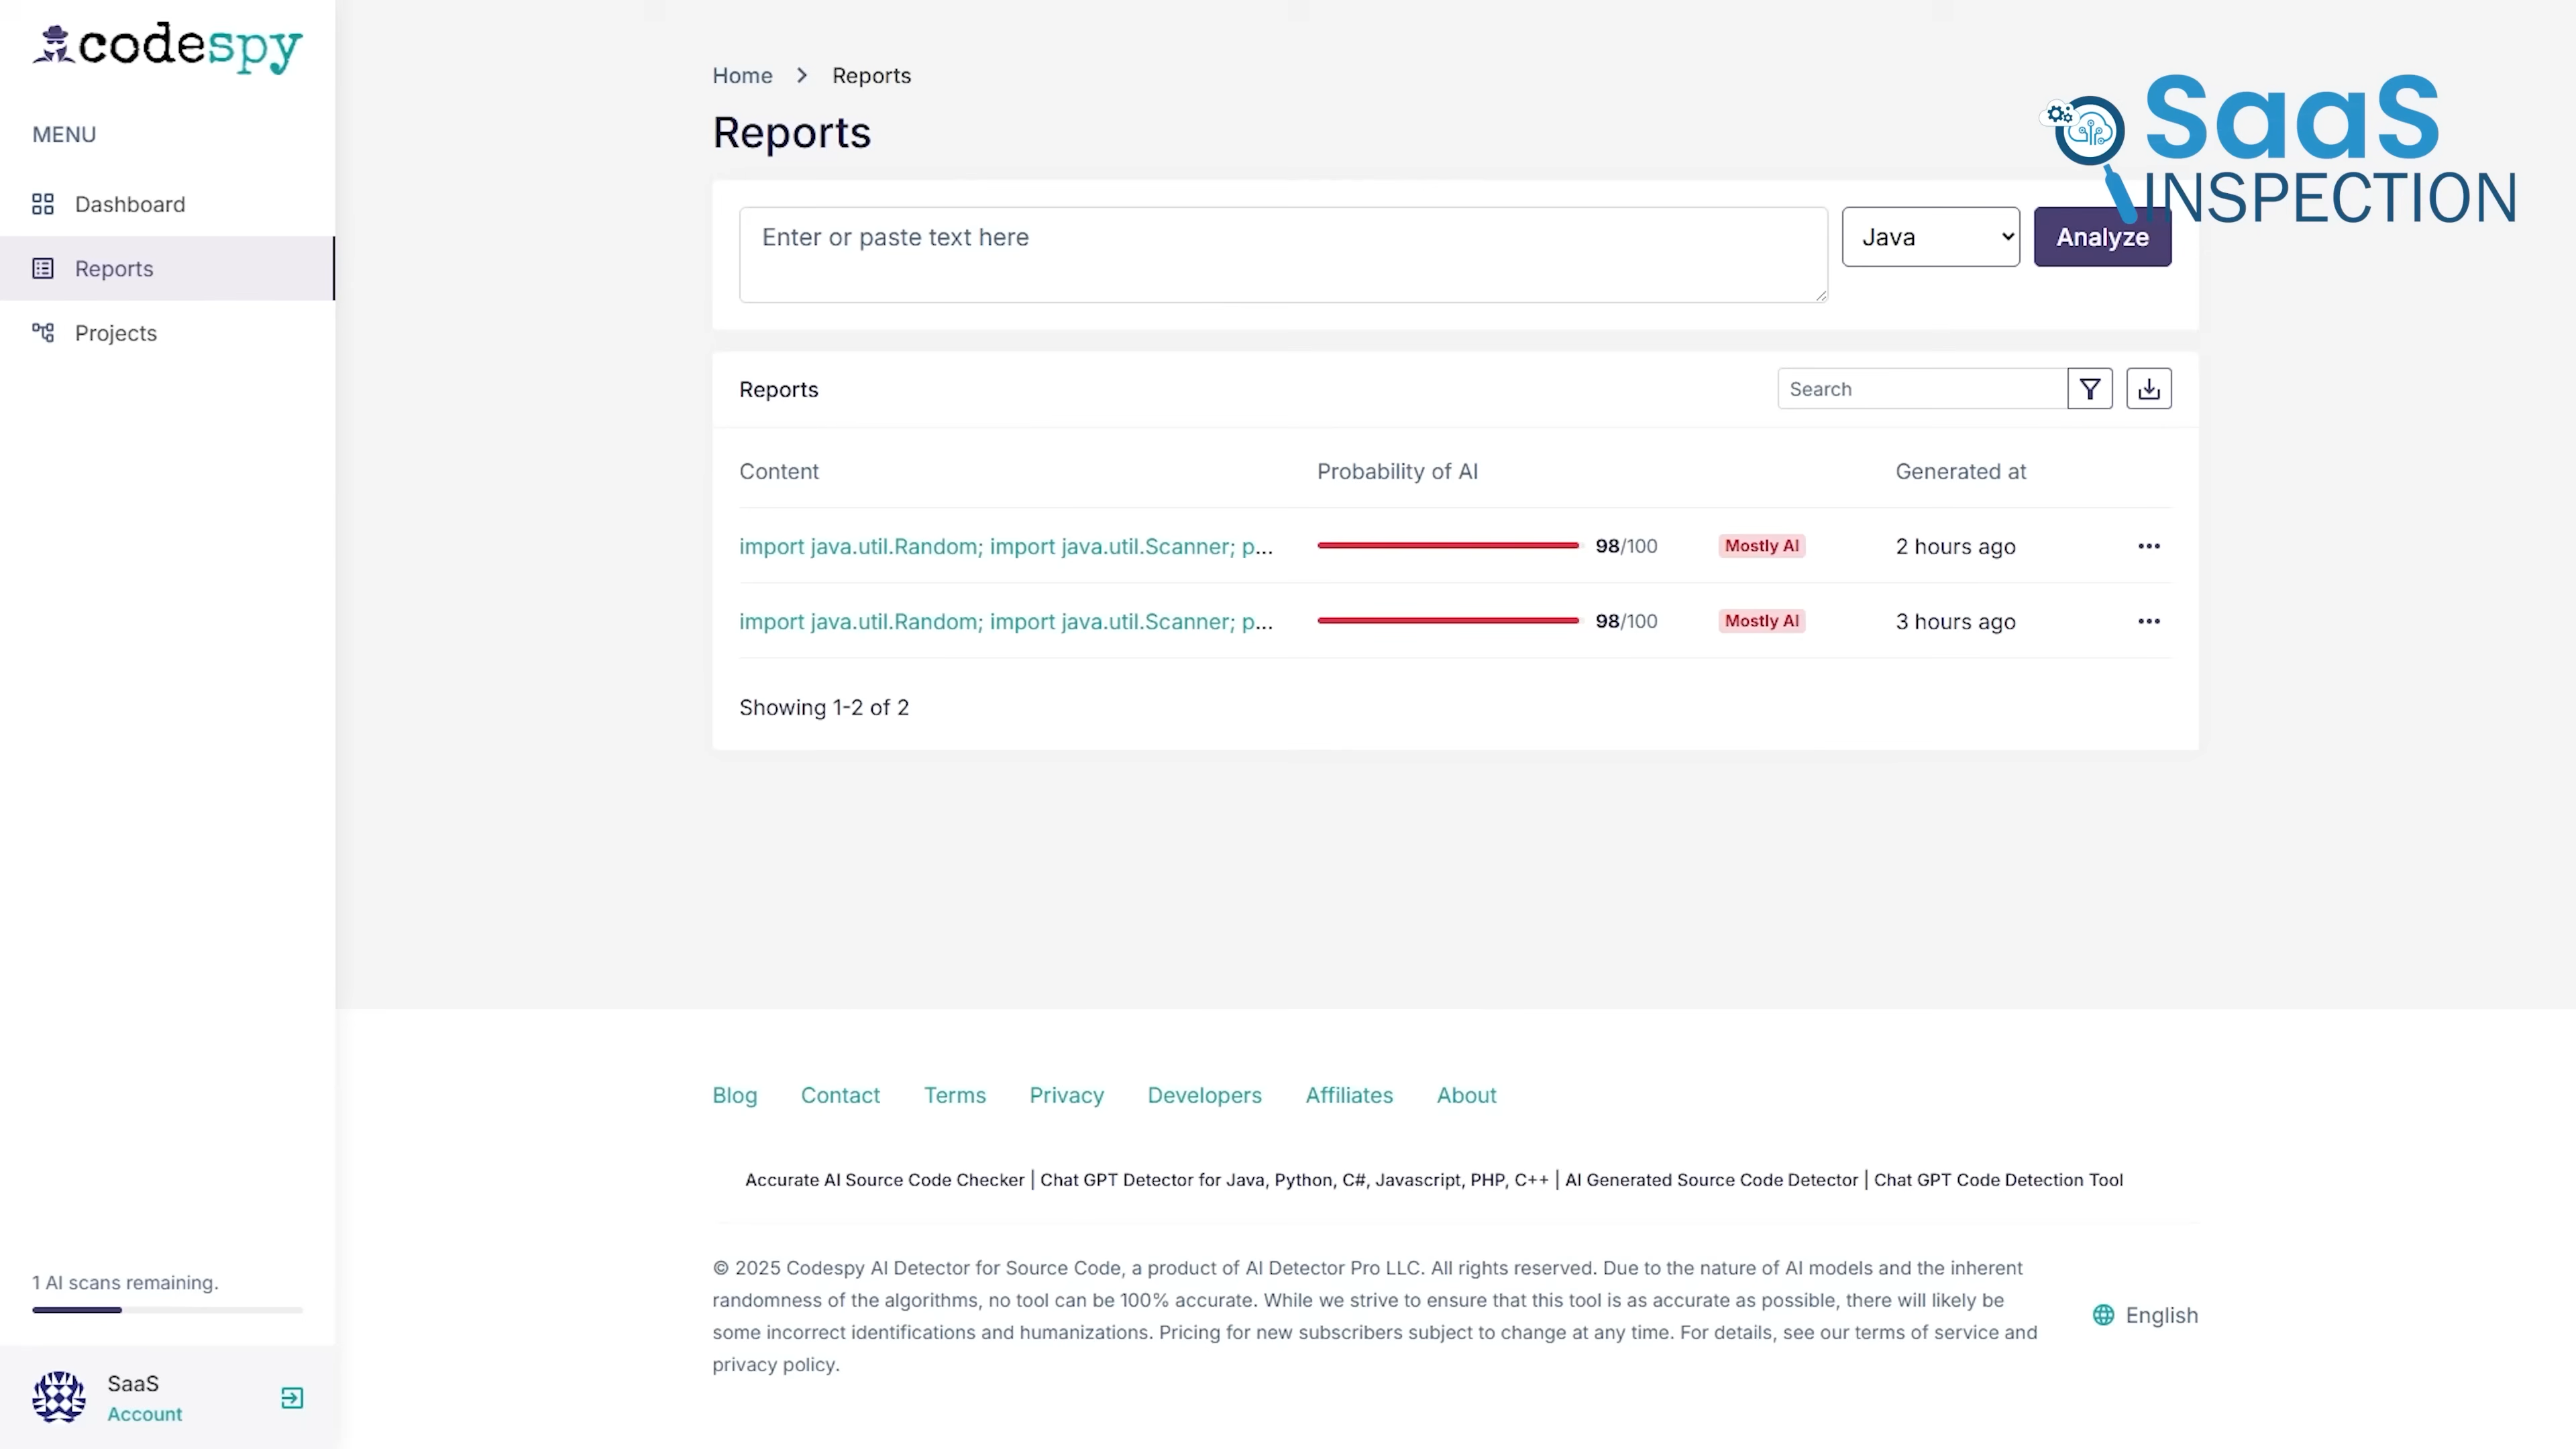 codespy
MENU
Dashboard
Reports
Projects
1 AI scans remaining.
SaaS
Account
Home > Reports
Reports
SaaS
INSPECTION
Enter or paste text here
Java
Analyze
Reports
Search
Content Probability of AI Generated at
import java.util.Random; import java.util.Scanner; p... 98/100 Mostly AI 2 hours ago
import java.util.Random; import java.util.Scanner; p... 98/100 Mostly AI 3 hours ago
Showing 1-2 of 2
Blog Contact Terms Privacy Developers Affiliates About
Accurate AI Source Code Checker | Chat GPT Detector for Java, Python, C#, Javascript, PHP, C++ | AI Generated Source Code Detector | Chat GPT Code Detection Tool
© 2025 Codespy AI Detector for Source Code, a product of AI Detector Pro LLC. All rights reserved. Due to the nature of AI models and the inherent
randomness of the algorithms, no tool can be 100% accurate. While we strive to ensure that this tool is as accurate as possible, there will likely be
some incorrect identifications and humanizations. Pricing for new subscribers subject to change at any time. For details, see our terms of service and
privacy policy.
English